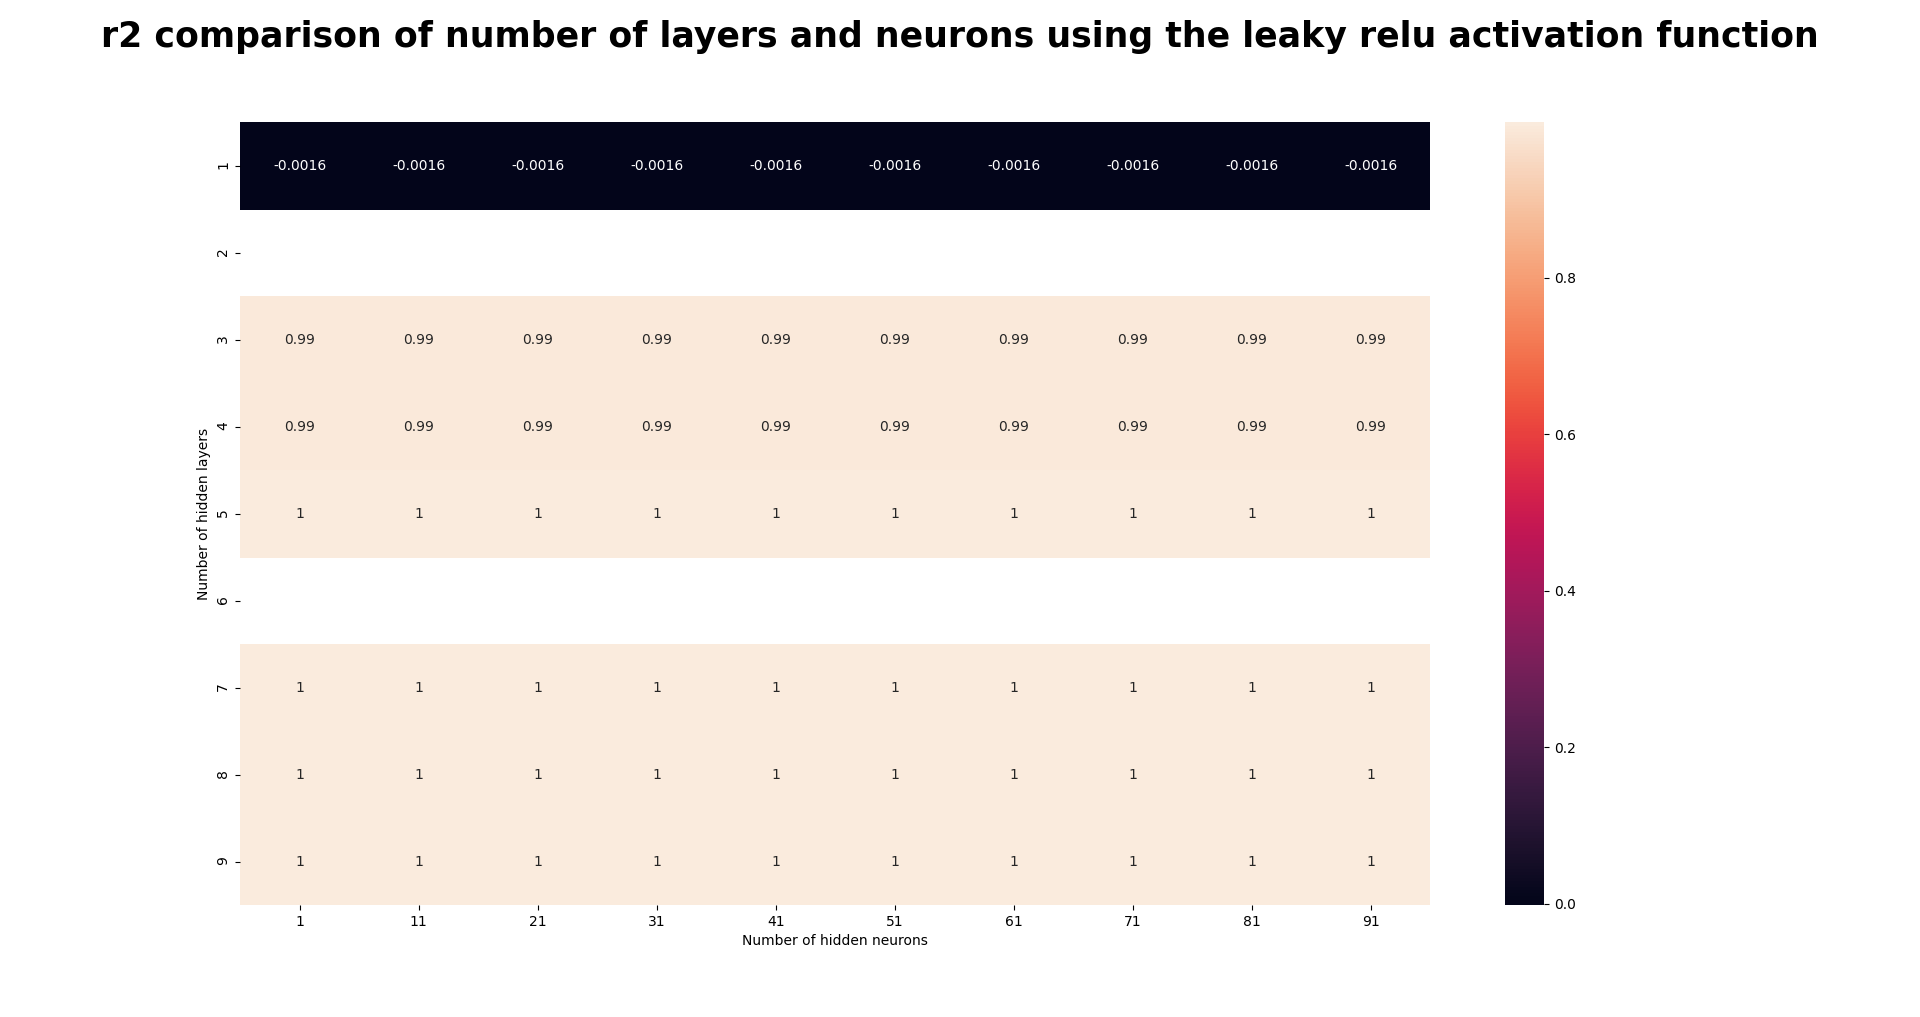 r2 comparison of number of layers and neurons using the leaky relu activation function
1 -0.0016 -0.0016 -0.0016 -0.0016 -0.0016 -0.0016 -0.0016 -0.0016 -0.0016 -0.0016
2
3 0.99 0.99 0.99 0.99 0.99 0.99 0.99 0.99 0.99 0.99
4 0.99 0.99 0.99 0.99 0.99 0.99 0.99 0.99 0.99 0.99
5 1 1 1 1 1 1 1 1 1 1
6
7 1 1 1 1 1 1 1 1 1 1
8 1 1 1 1 1 1 1 1 1 1
9 1 1 1 1 1 1 1 1 1 1
Number of hidden layers
1 11 21 31 41 51 61 71 81 91
Number of hidden neurons
0.8
0.6
0.4
0.2
0.0